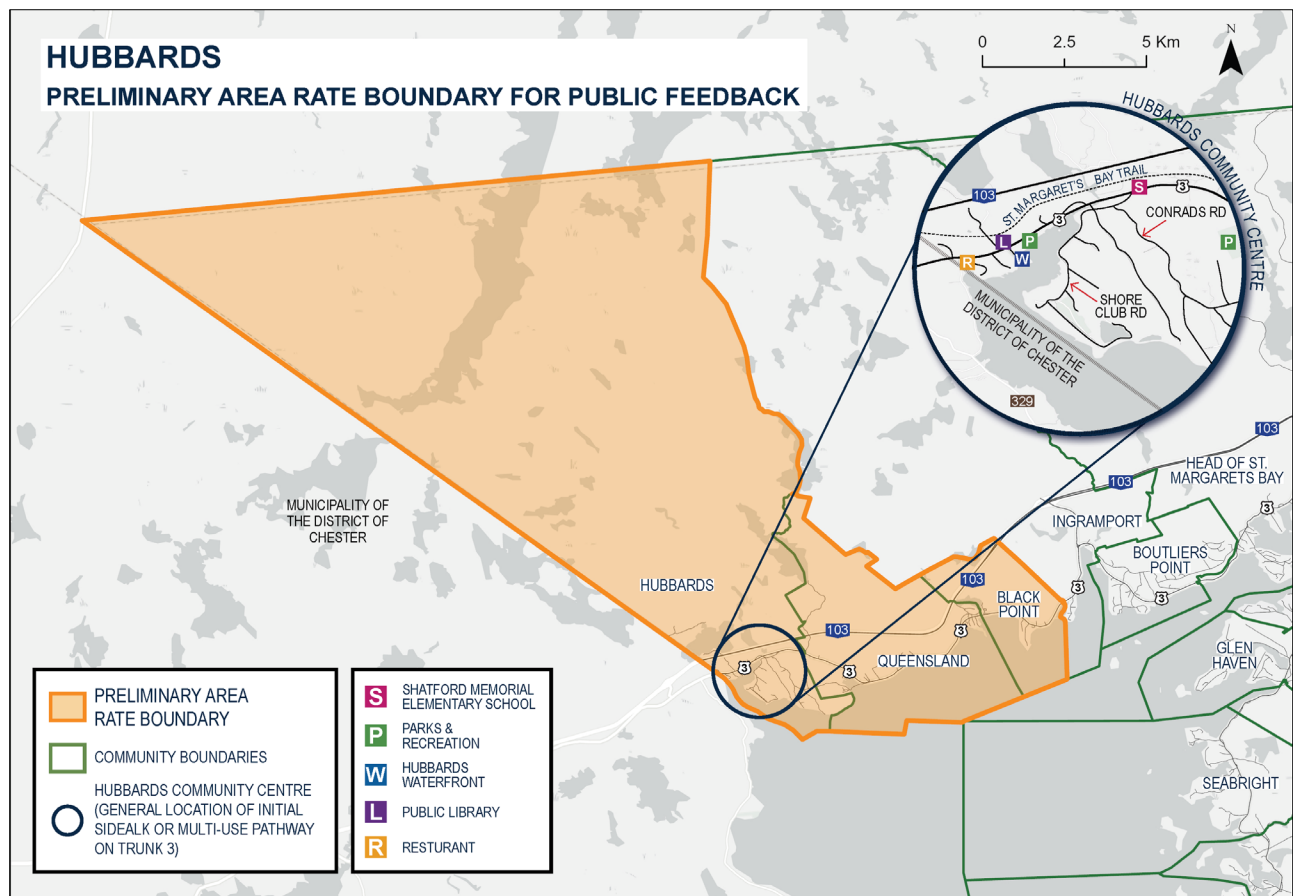 HUBBARDS
PRELIMINARY AREA RATE BOUNDARY FOR PUBLIC FEEDBACK
0 2.5 5 Km
N
HUBBARDS COMMUNITY CENTRE
103
ST. MARGARET'S BAY TRAIL
S
3
3
CONRADS RD
L
P
P
W
R
SHORE
CLUB RD
MUNICIPALITY OF THE
DISTRICT OF CHESTER
329
103
103
HEAD OF ST.
MARGARETS BAY
3
INGRAMPORT
BOUTLIERS
POINT
3
3
MUNICIPALITY OF
THE DISTRICT OF
CHESTER
HUBBARDS
103
BLACK
POINT
103
3
QUEENSLAND
3
3
GLEN
HAVEN
SEABRIGHT
PRELIMINARY AREA
RATE BOUNDARY
COMMUNITY BOUNDARIES
HUBBARDS COMMUNITY CENTRE
(GENERAL LOCATION OF INITIAL
SIDEALK OR MULTI-USE PATHWAY
ON TRUNK 3)
S SHATFORD MEMORIAL
ELEMENTARY SCHOOL
P PARKS &
RECREATION
W HUBBARDS
WATERFRONT
L PUBLIC LIBRARY
R RESTURANT